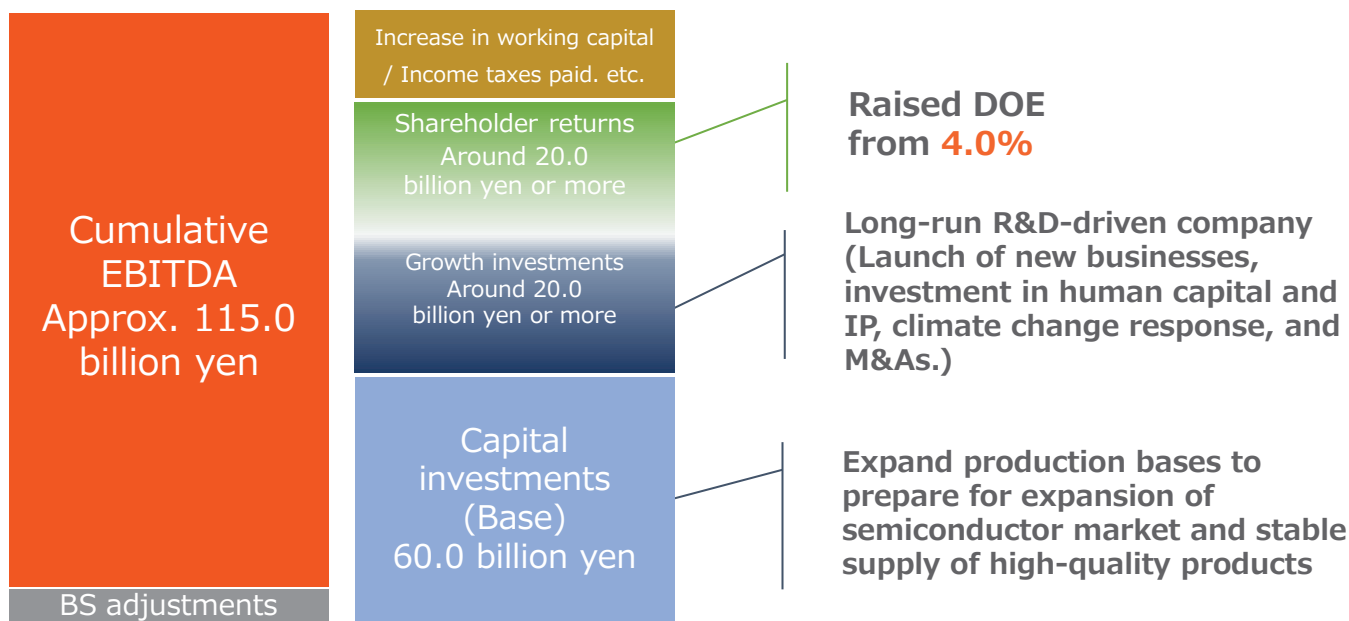 Cumulative
EBITDA
Approx. 115.0
billion yen
BS adjustments
Increase in working capital
/ Income taxes paid. etc.
Shareholder returns
Around 20.0
billion yen or more
Growth investments
Around 20.0
billion yen or more
Capital
investments
(Base)
60.0 billion yen
Raised DOE
from 4.0%
Long-run R&D-driven company
(Launch of new businesses,
investment in human capital and
IP, climate change response, and
M&As.)
Expand production bases to
prepare for expansion of
semiconductor market and stable
supply of high-quality products